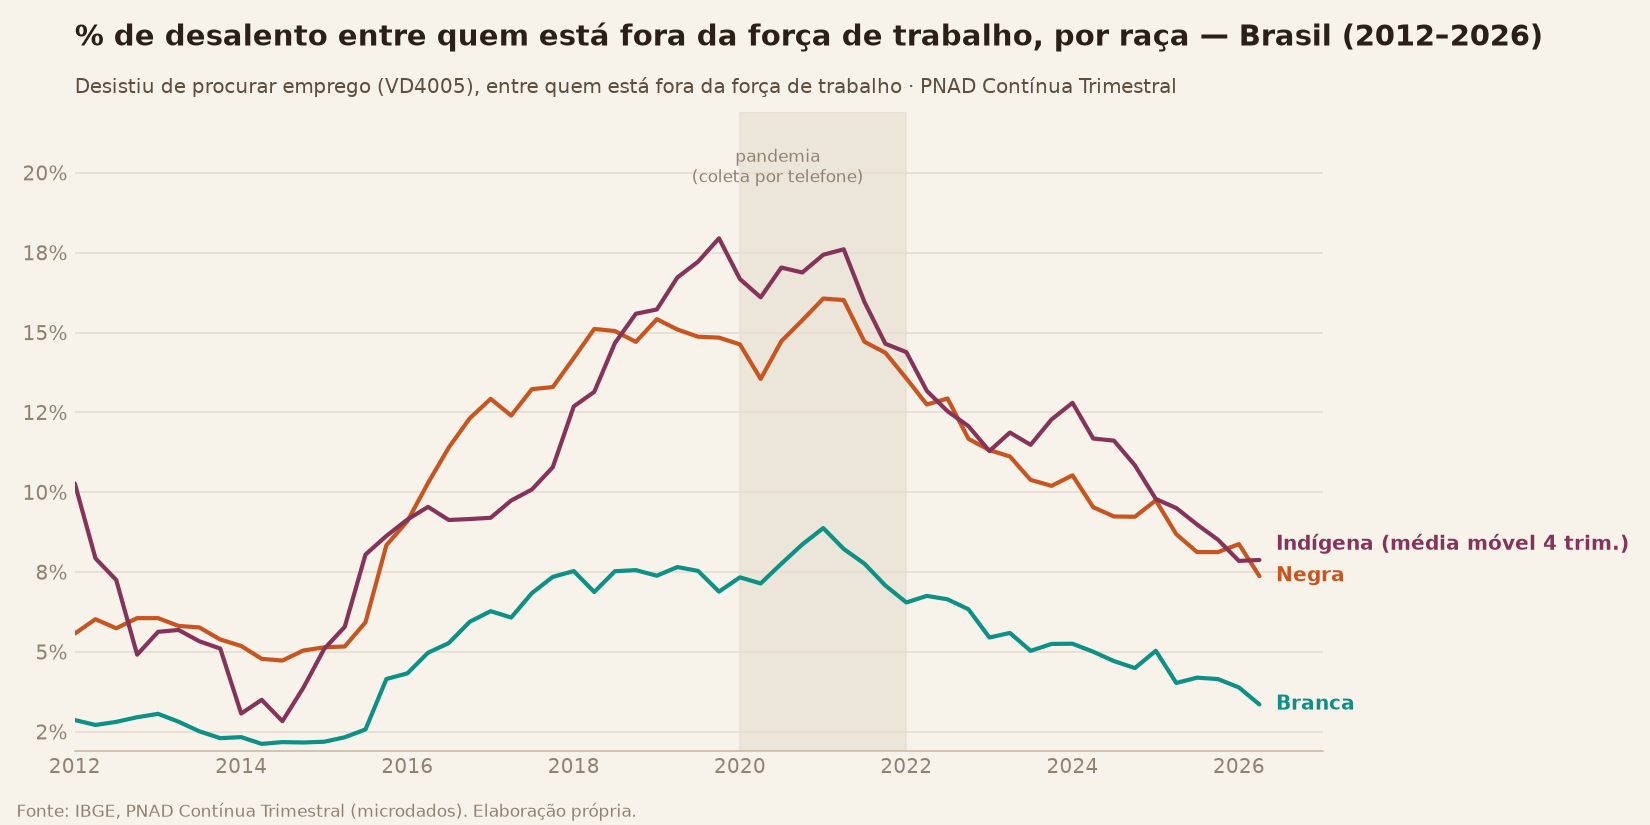 % de desalento entre quem está fora da força de trabalho, por raça — Brasil (2012–2026)
Desistiu de procurar emprego (VD4005), entre quem está fora da força de trabalho · PNAD Contínua Trimestral
pandemia
(coleta por telefone)
20%
18%
15%
12%
10%
8%
5%
2%
Indígena (média móvel 4 trim.)
Negra
Branca
2012 2014 2016 2018 2020 2022 2024 2026
Fonte: IBGE, PNAD Contínua Trimestral (microdados). Elaboração própria.